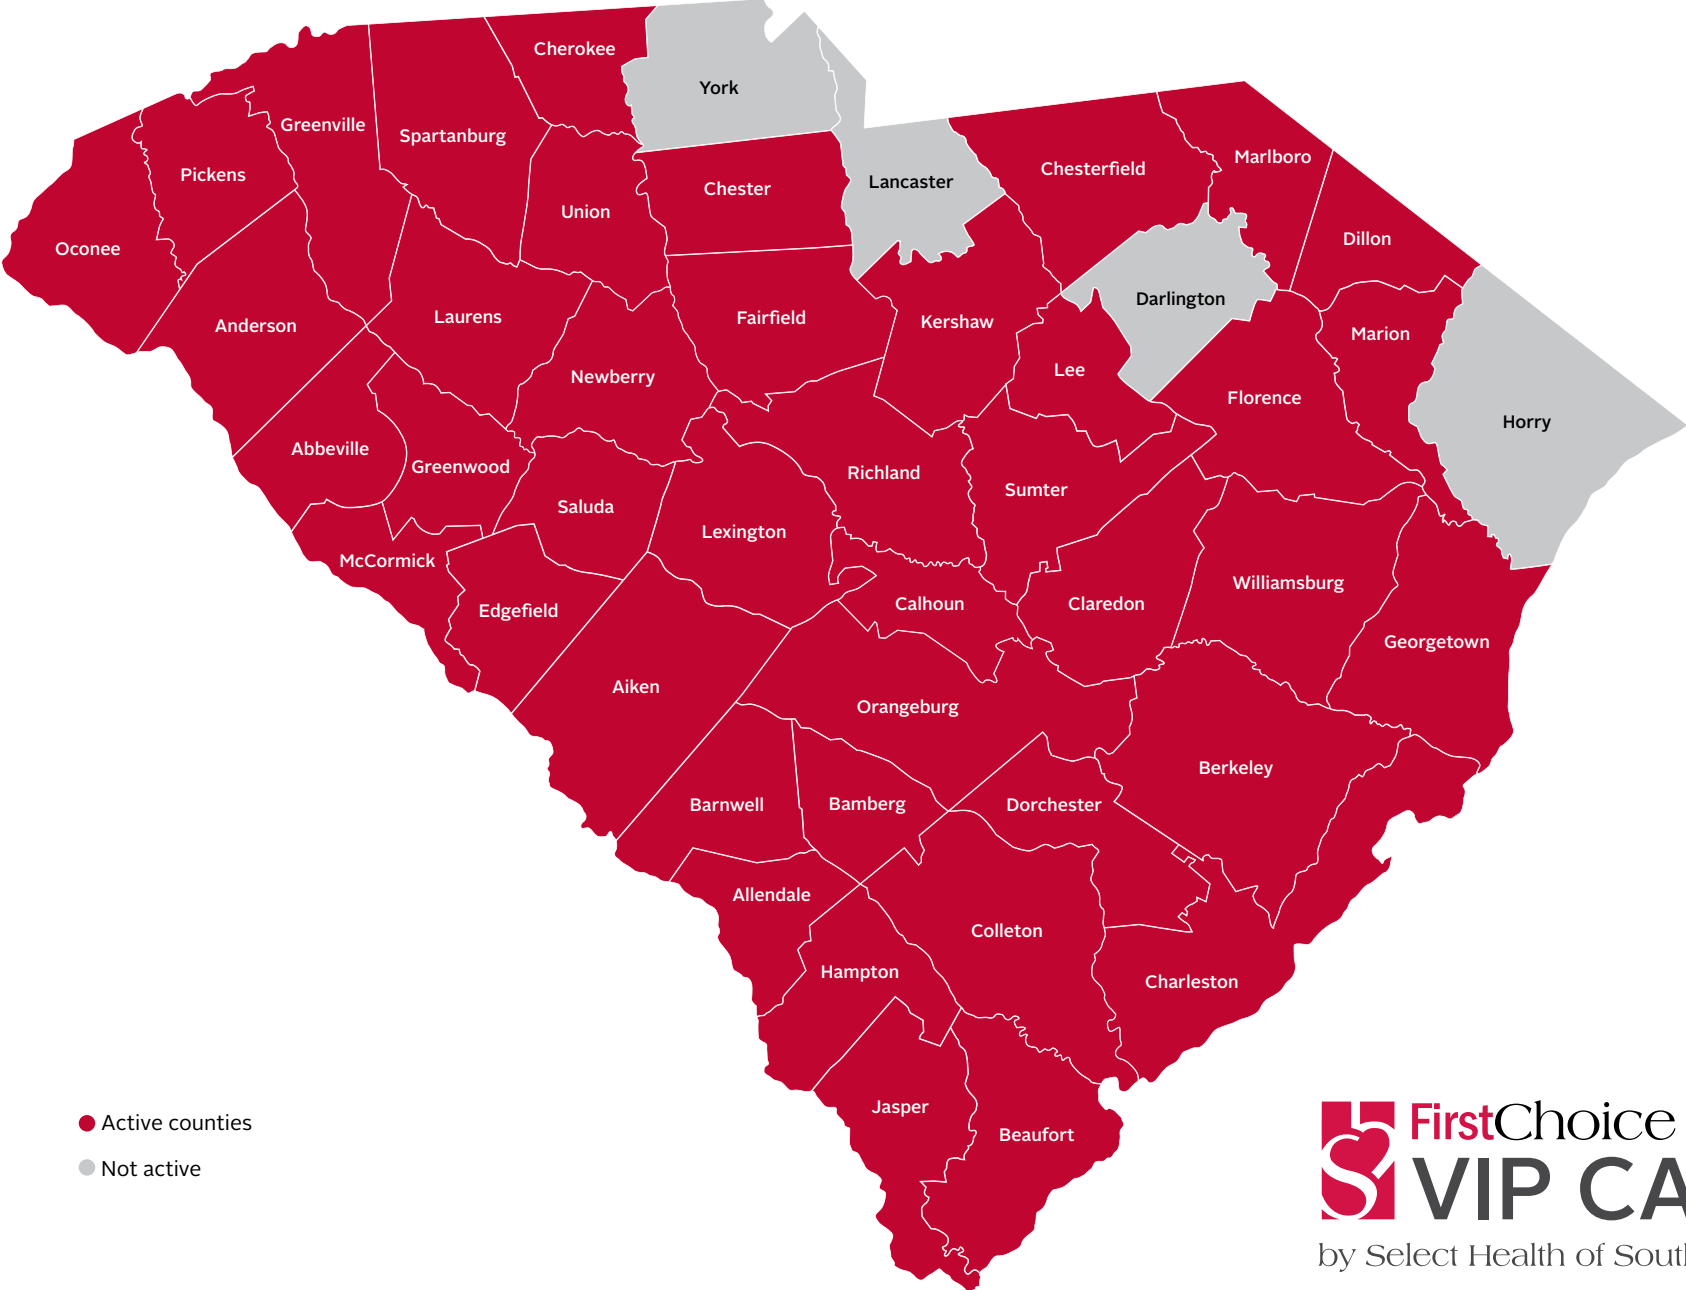 Cherokee
York
Greenville
Spartanburg
Pickens
Union
Chester
Lancaster
Chesterfield
Marlboro
Oconee
Dillon
Anderson
Laurens
Fairfield
Kershaw
Darlington
Marion
Newberry
Lee
Florence
Horry
Abbeville
Greenwood
Richland
Sumter
Saluda
Lexington
McCormick
Edgefield
Calhoun
Claredon
Williamsburg
Georgetown
Aiken
Orangeburg
Berkeley
Barnwell
Bamberg
Dorchester
Allendale
Colleton
Hampton
Charleston
Jasper
Beaufort
Active counties
Not active
FirstChoice
VIP CA
by Select Health of Sout